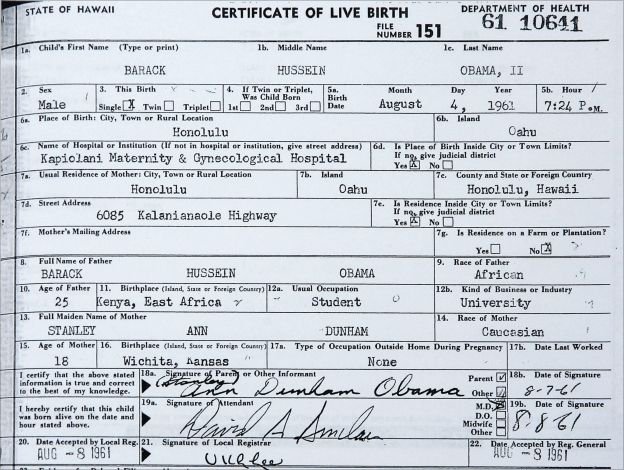 STATE OF HAWAII CERTIFICATE OF LIVE BIRTH DEPARTMENT OF HEALTH
FILE NUMBER 151 61 10641
1a. Child's First Name (Type or print) 1b. Middle Name 1c. Last Name
BARACK HUSSEIN OBAMA, II
2. Sex 3. This Birth 4. If Twin or Triplet, Was Child Born 5a. Birth Date Month Day Year 5b. Hour
Male Single X Twin Triplet 1st 2nd 3rd August 4, 1961 7:24 P.M.
6a. Place of Birth: City, Town or Rural Location 6b. Island
Honolulu Oahu
6c. Name of Hospital or Institution (If not in hospital or institution, give street address) 6d. Is Place of Birth Inside City or Town Limits? If no, give judicial district
Kapiolani Maternity & Gynecological Hospital Yes X No
7a. Usual Residence of Mother: City, Town or Rural Location 7b. Island 7c. County and State or Foreign Country
Honolulu Oahu Honolulu, Hawaii
7d. Street Address 7e. Is Residence Inside City or Town Limits? If no, give judicial district
6085 Kalanianaole Highway Yes X No
7f. Mother's Mailing Address 7g. Is Residence on a Farm or Plantation?
Yes No X
8. Full Name of Father 9. Race of Father
BARACK HUSSEIN OBAMA African
10. Age of Father 11. Birthplace (Island, State or Foreign Country) 12a. Usual Occupation 12b. Kind of Business or Industry
25 Kenya, East Africa Student University
13. Full Maiden Name of Mother 14. Race of Mother
STANLEY ANN DUNHAM Caucasian
15. Age of Mother 16. Birthplace (Island, State or Foreign Country) 17a. Type of Occupation Outside Home During Pregnancy 17b. Date Last Worked
18 Wichita, Kansas None
I certify that the above stated information is true and correct to the best of my knowledge. 18a. Signature of Parent or Other Informant Parent Other 18b. Date of Signature
(Stanley) Ann Dunham Obama 8-7-61
I hereby certify that this child was born alive on the date and hour stated above. 19a. Signature of Attendant M.D. D.O. Midwife Other 19b. Date of Signature
David A Sinclair 8-8-61
20. Date Accepted by Local Reg. 21. Signature of Local Registrar 22. Date Accepted by Reg. General
AUG -8 1961 U K L Lee AUG -8 1961